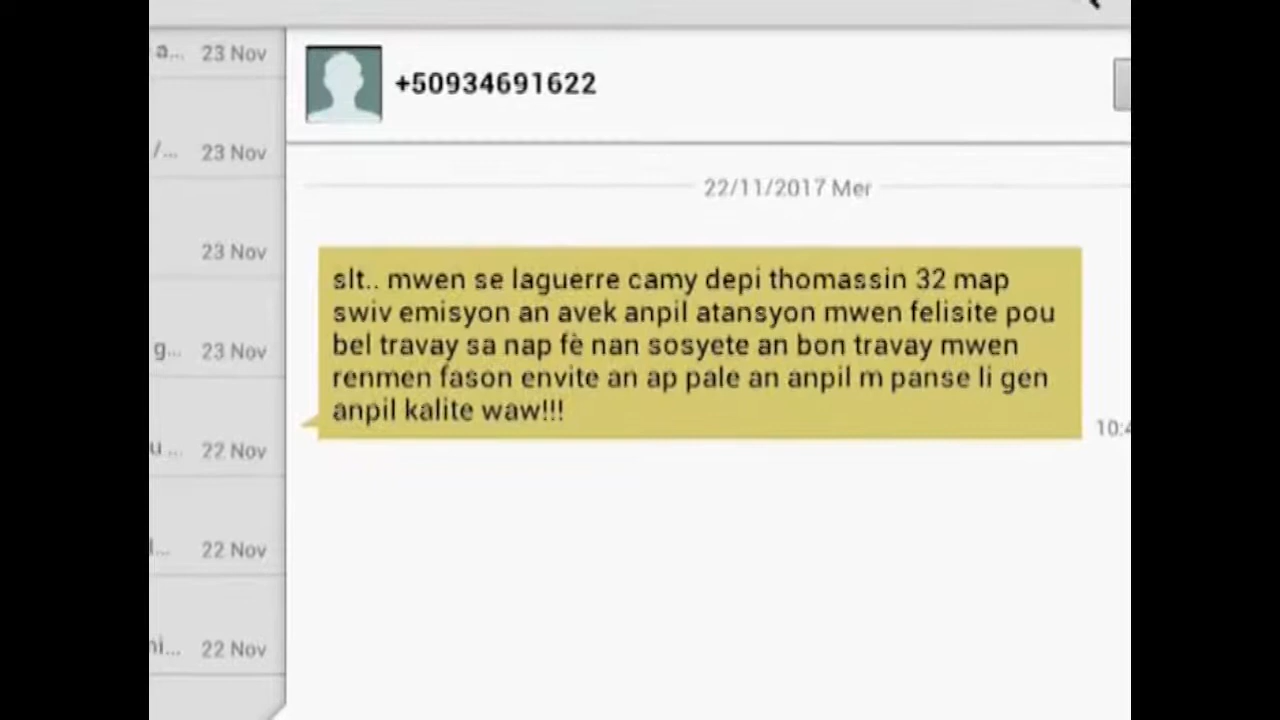 a... 23 Nov
/... 23 Nov
23 Nov
g... 23 Nov
u ... 22 Nov
22 Nov
ni... 22 Nov
+50934691622
22/11/2017 Mer
slt.. mwen se laguerre camy depi thomassin 32 map
swiv emisyon an avek anpil atansyon mwen felisite pou
bel travay sa nap fè nan sosyete an bon travay mwen
renmen fason envite an ap pale an anpil m panse li gen
anpil kalite waw!!!
10:4